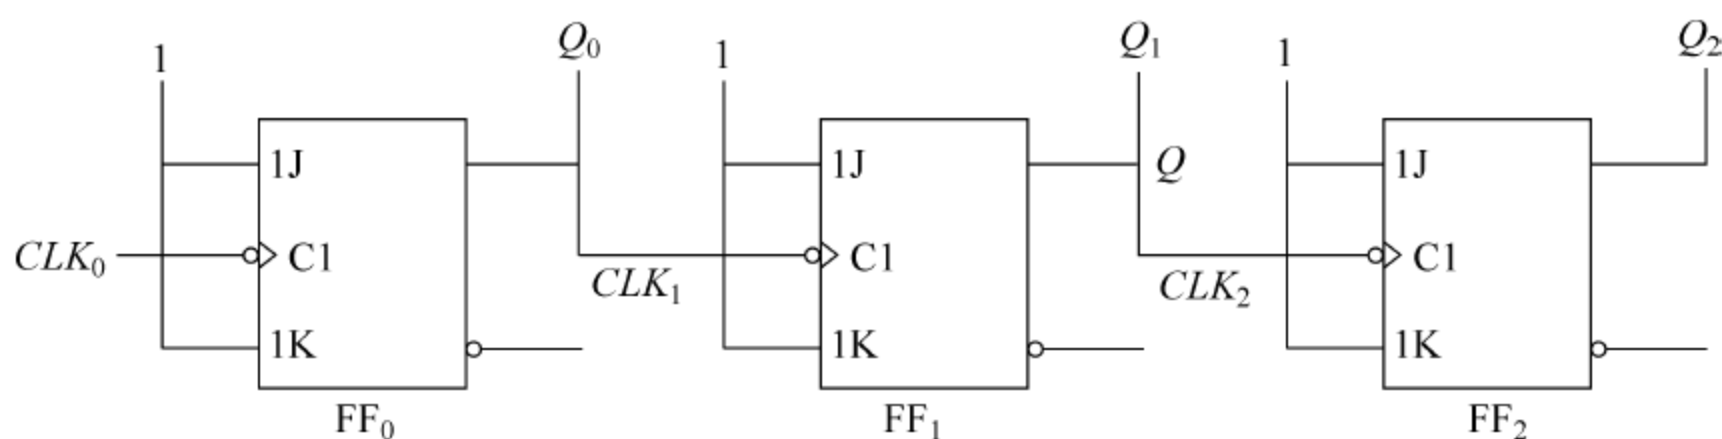 1 Q₀ 1 Q₁ 1 Q₂
1J 1J Q 1J
CLK₀ C1 C1 C1
CLK₁ CLK₂
1K 1K 1K
FF₀ FF₁ FF₂